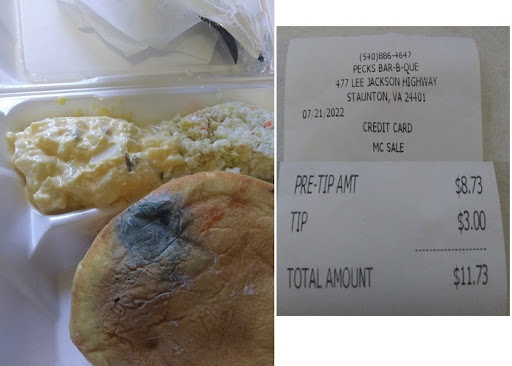 (540)886-4647
PECKS BAR-B-QUE
477 LEE JACKSON HIGHWAY
STAUNTON, VA 24401
07/21/2022
CREDIT CARD
MC SALE
PRE-TIP AMT $8.73
TIP $3.00
TOTAL AMOUNT $11.73